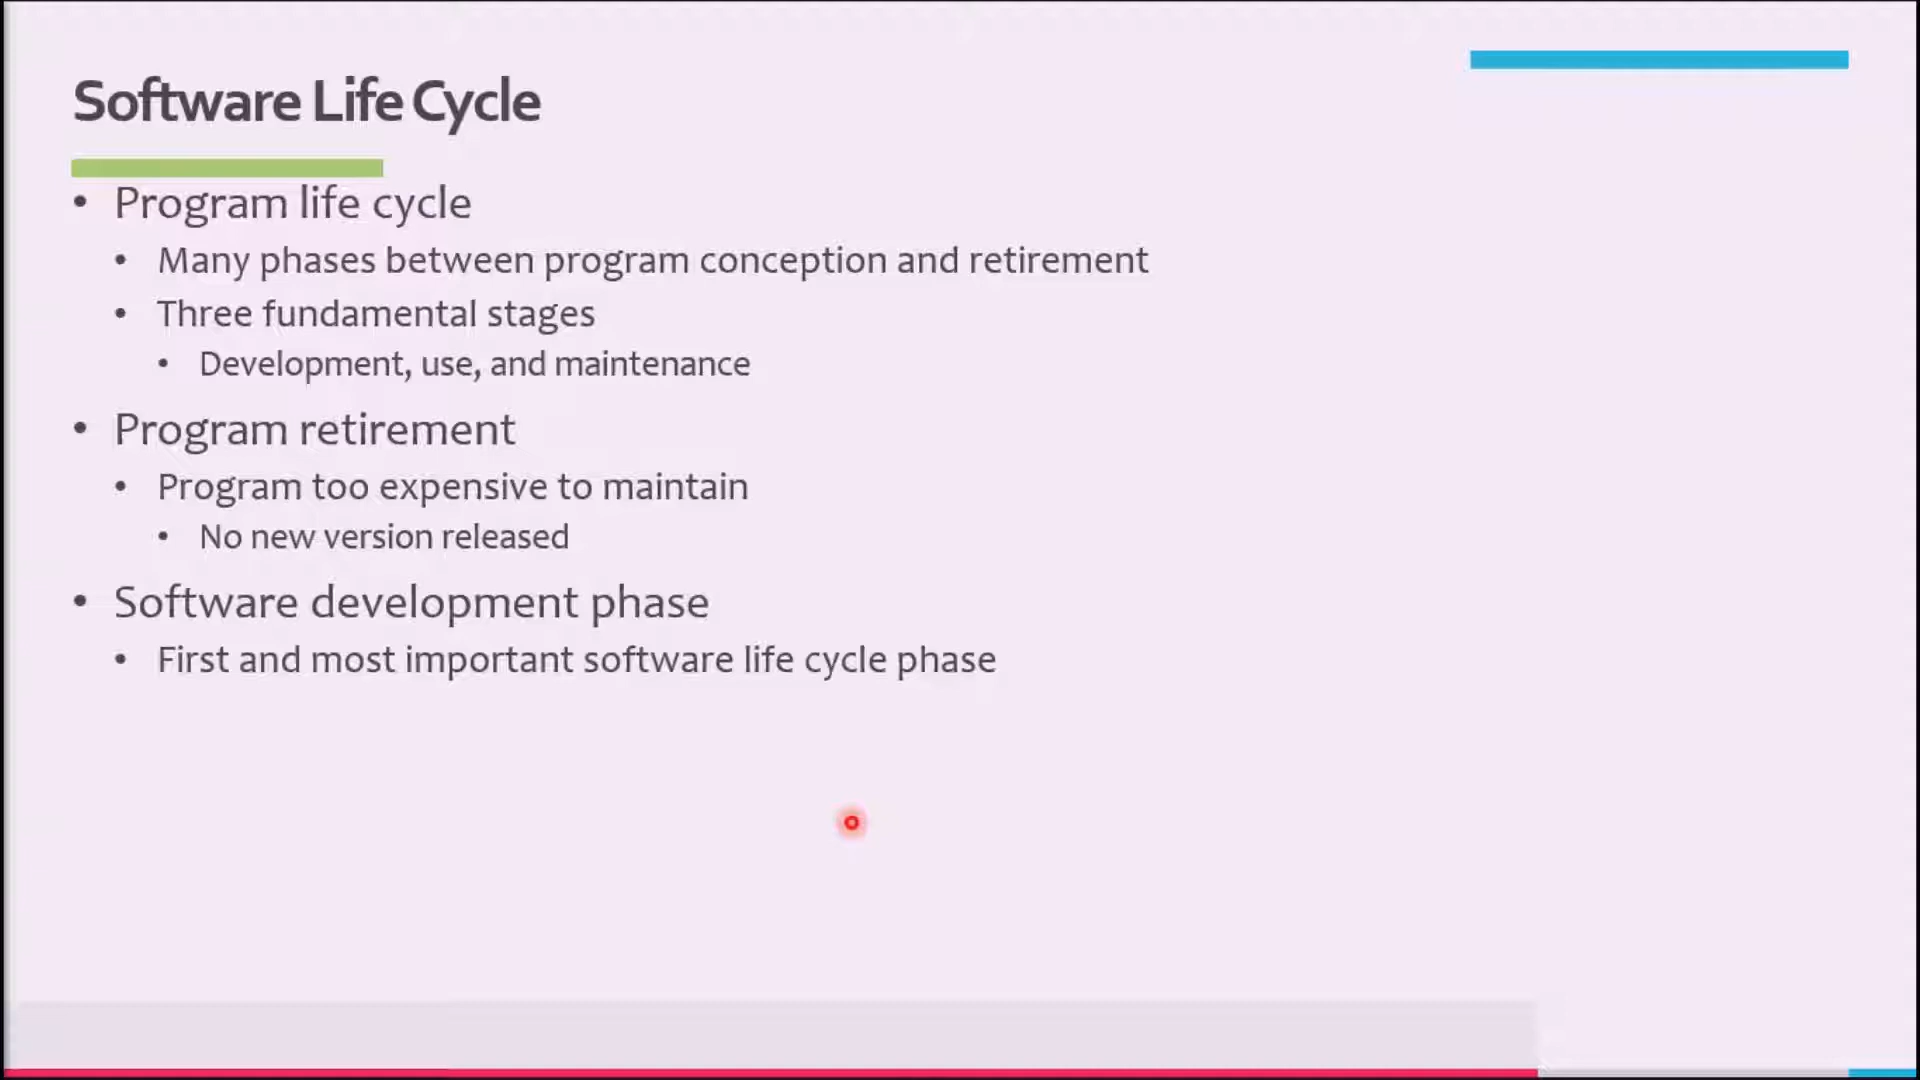 Software Life Cycle
• Program life cycle
• Many phases between program conception and retirement
• Three fundamental stages
• Development, use, and maintenance
• Program retirement
• Program too expensive to maintain
• No new version released
• Software development phase
• First and most important software life cycle phase